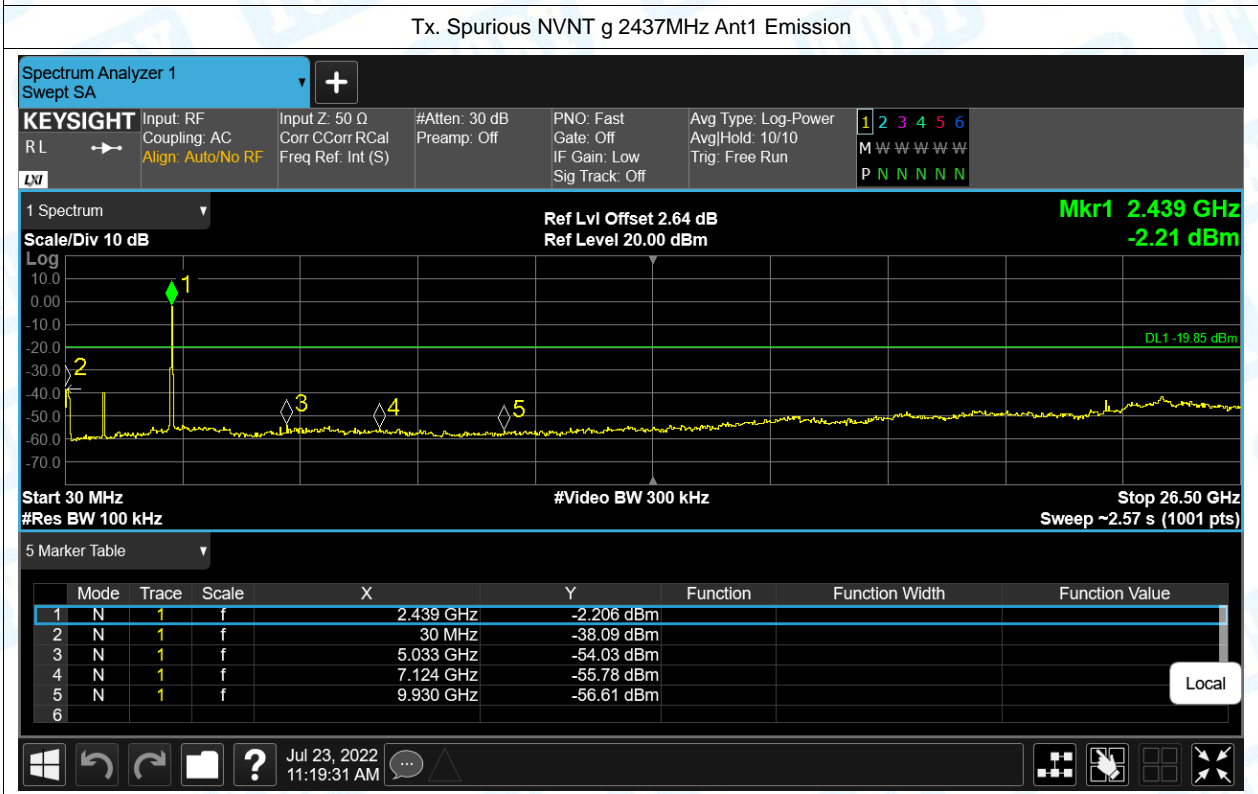 Tx. Spurious NVNT g 2437MHz Ant1 Emission
Spectrum Analyzer 1
Swept SA
+
KEYSIGHT
RL
LXI
Input: RF
Coupling: AC
Align: Auto/No RF
Input Z: 50 Ω
Corr CCorr RCal
Freq Ref: Int (S)
#Atten: 30 dB
Preamp: Off
PNO: Fast
Gate: Off
IF Gain: Low
Sig Track: Off
Avg Type: Log-Power
Avg|Hold: 10/10
Trig: Free Run
1 2 3 4 5 6
M W W W W W
P N N N N N
1 Spectrum
Scale/Div 10 dB
Ref Lvl Offset 2.64 dB
Ref Level 20.00 dBm
Mkr1 2.439 GHz
-2.21 dBm
Log
10.0
0.00
-10.0
-20.0
-30.0
-40.0
-50.0
-60.0
-70.0
1
2
3
4
5
DL1 -19.85 dBm
Start 30 MHz
#Res BW 100 kHz
#Video BW 300 kHz
Stop 26.50 GHz
Sweep ~2.57 s (1001 pts)
5 Marker Table
Mode Trace Scale X Y Function Function Width Function Value
1 N 1 f 2.439 GHz -2.206 dBm
2 N 1 f 30 MHz -38.09 dBm
3 N 1 f 5.033 GHz -54.03 dBm
4 N 1 f 7.124 GHz -55.78 dBm
5 N 1 f 9.930 GHz -56.61 dBm
6
Local
?
Jul 23, 2022
11:19:31 AM